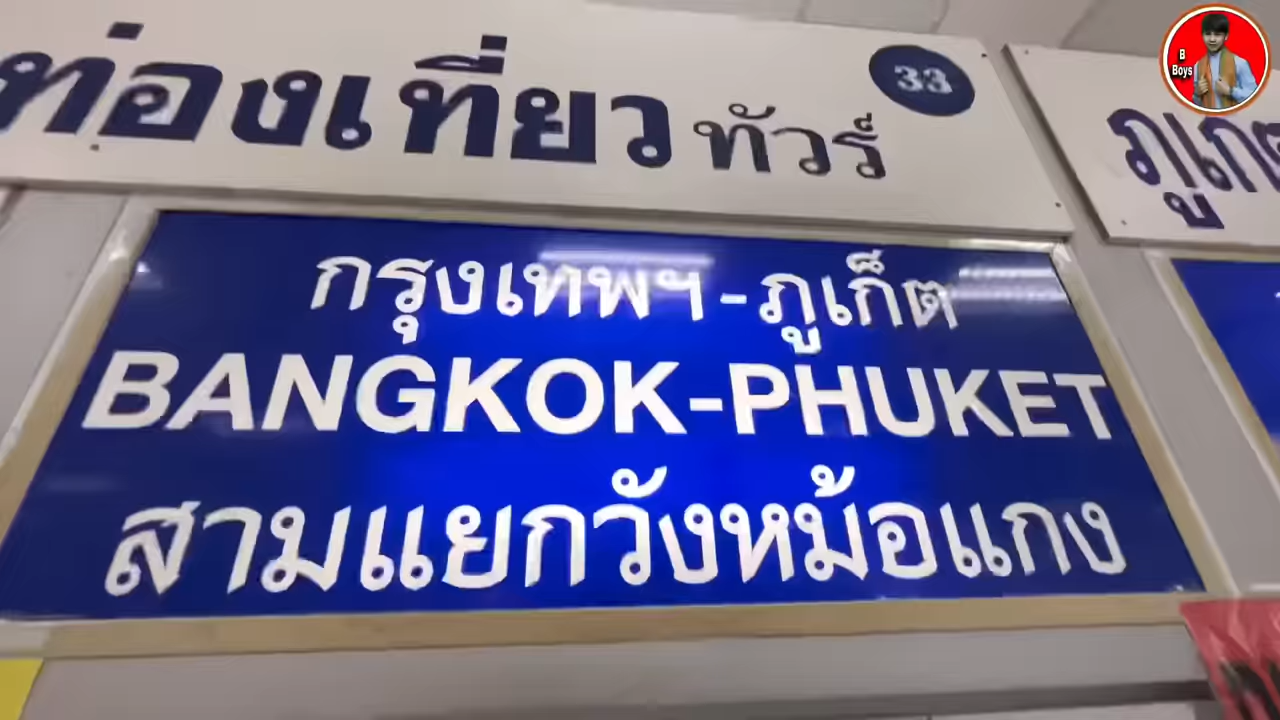 ท่องเที่ยว ทัวร์ 33
กรุงเทพฯ-ภูเก็ต
BANGKOK-PHUKET
สามแยกวังหม้อแกง
B
Boys